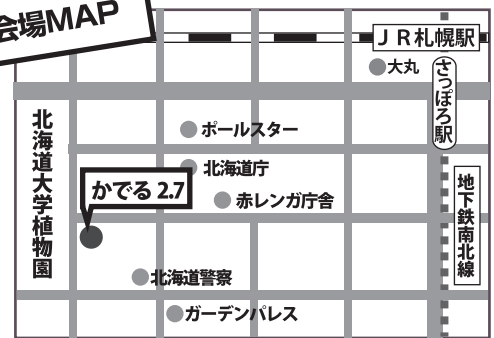 会場MAP
JR札幌駅
大丸
さっぽろ駅
ポールスター
北海道庁
赤レンガ庁舎
かでる 2.7
北海道大学植物園
地下鉄南北線
北海道警察
ガーデンパレス